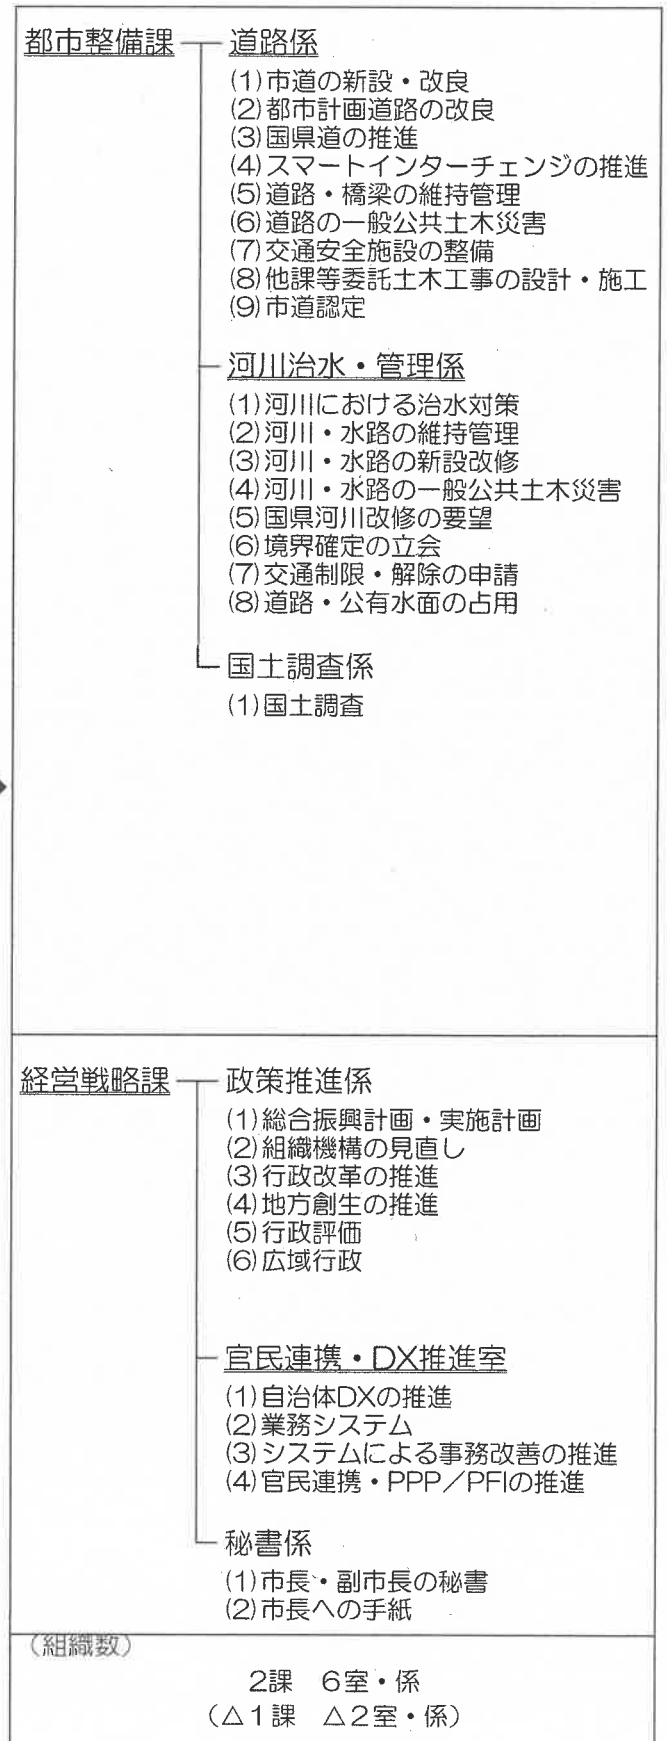 都市整備課 道路係
(1)市道の新設・改良
(2)都市計画道路の改良
(3)国県道の推進
(4)スマートインターチェンジの推進
(5)道路・橋梁の維持管理
(6)道路の一般公共土木災害
(7)交通安全施設の整備
(8)他課等委託土木工事の設計・施工
(9)市道認定
河川治水・管理係
(1)河川における治水対策
(2)河川・水路の維持管理
(3)河川・水路の新設改修
(4)河川・水路の一般公共土木災害
(5)国県河川改修の要望
(6)境界確定の立会
(7)交通制限・解除の申請
(8)道路・公有水面の占用
国土調査係
(1)国土調査
経営戦略課 政策推進係
(1)総合振興計画・実施計画
(2)組織機構の見直し
(3)行政改革の推進
(4)地方創生の推進
(5)行政評価
(6)広域行政
官民連携・DX推進室
(1)自治体DXの推進
(2)業務システム
(3)システムによる事務改善の推進
(4)官民連携・PPP／PFIの推進
秘書係
(1)市長・副市長の秘書
(2)市長への手紙
（組織数）
2課 6室・係
（△1課 △2室・係）